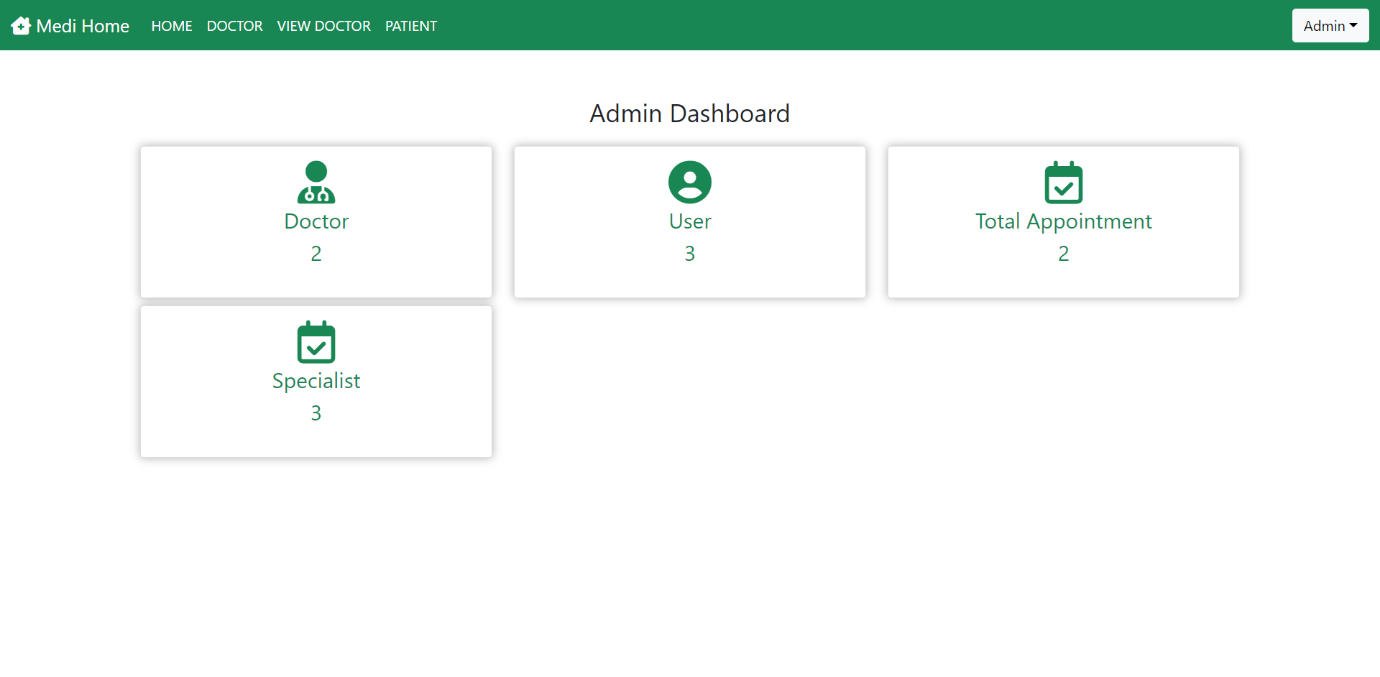 Medi Home HOME DOCTOR VIEW DOCTOR PATIENT Admin
Admin Dashboard
Doctor
2
User
3
Total Appointment
2
Specialist
3